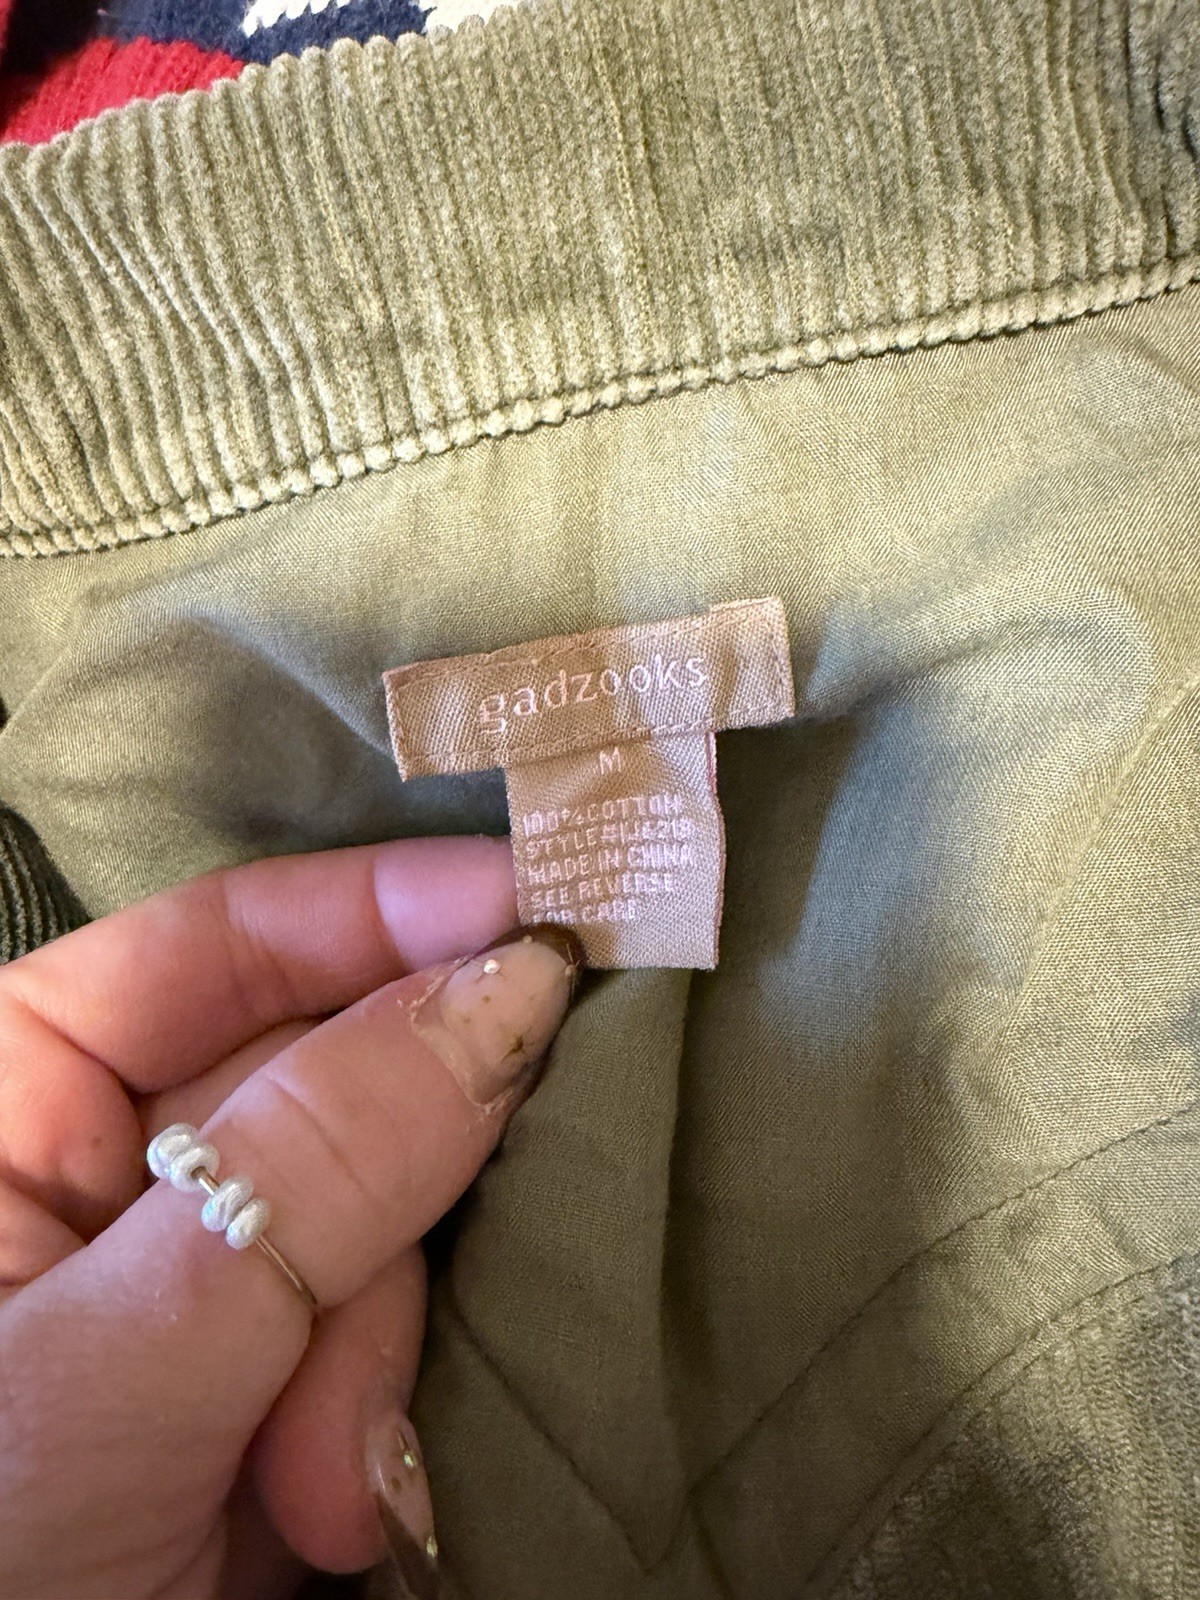 gadzooks
M
100% COTTON
MADE IN CHINA
SEE REVERSE
FOR CARE